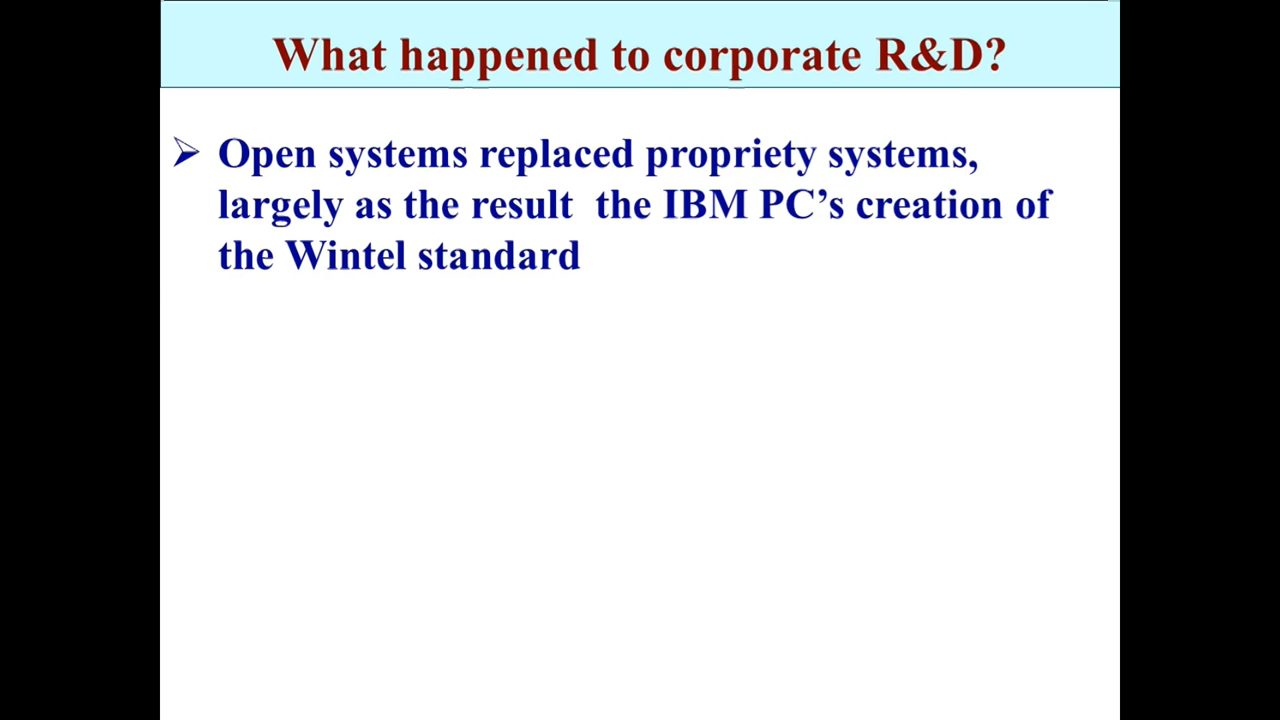 What happened to corporate R&D?
Open systems replaced propriety systems,
largely as the result  the IBM PC’s creation of
the Wintel standard